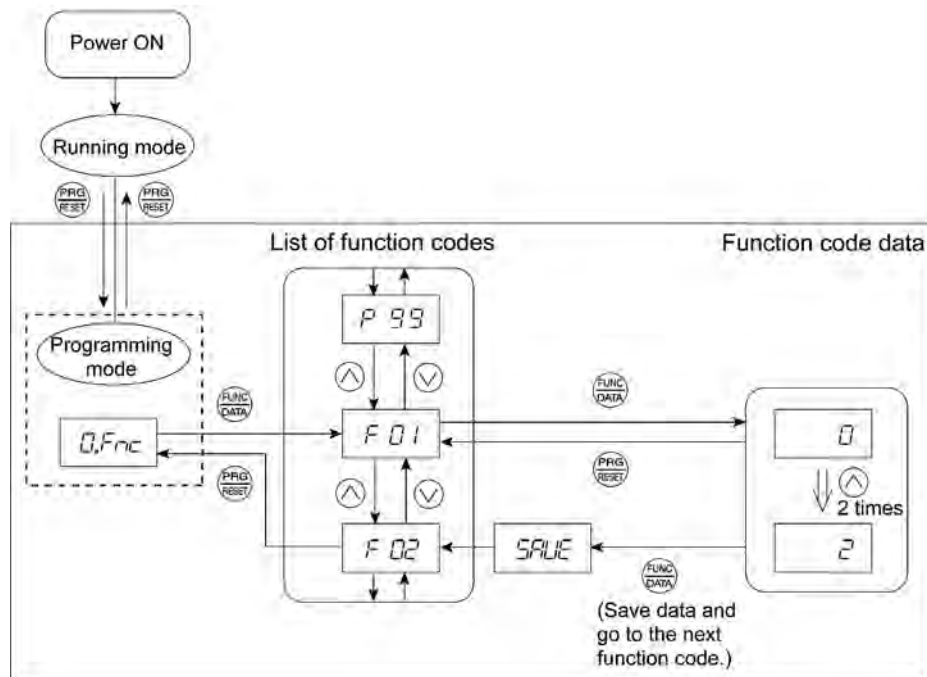 Power ON
Running mode
PRG
RESET
PRG
RESET
List of function codes
Function code data
P 99
Programming
mode
FUNC
DATA
FUNC
DATA
0.Fnc
F 01
0
PRG
RESET
PRG
RESET
2 times
F 02
SAVE
2
FUNC
DATA
(Save data and
go to the next
function code.)